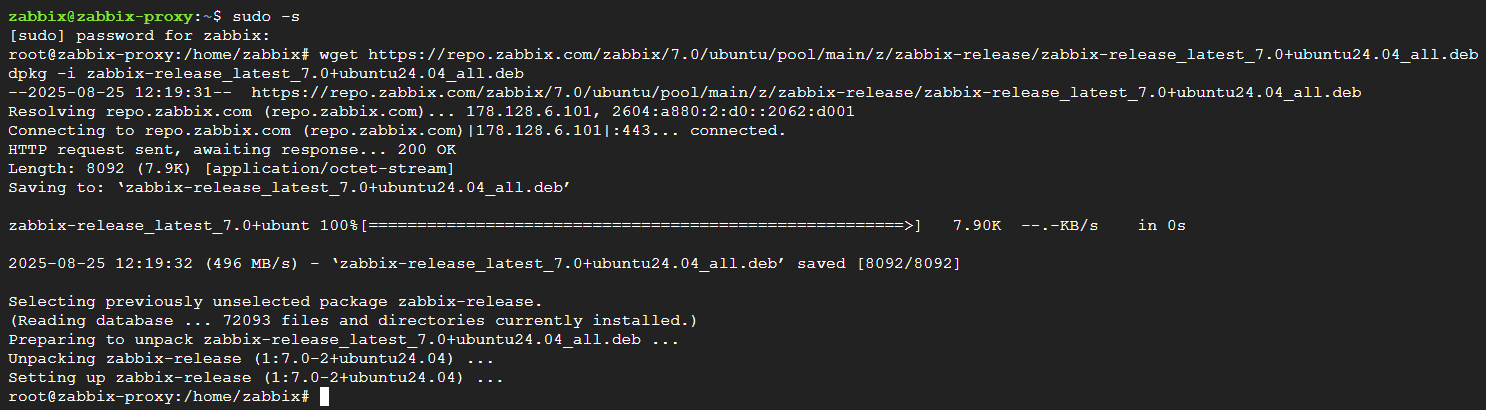 zabbix@zabbix-proxy:~$ sudo -s
[sudo] password for zabbix:
root@zabbix-proxy:/home/zabbix# wget https://repo.zabbix.com/zabbix/7.0/ubuntu/pool/main/z/zabbix-release/zabbix-release_latest_7.0+ubuntu24.04_all.deb
dpkg -i zabbix-release_latest_7.0+ubuntu24.04_all.deb
--2025-08-25 12:19:31--  https://repo.zabbix.com/zabbix/7.0/ubuntu/pool/main/z/zabbix-release/zabbix-release_latest_7.0+ubuntu24.04_all.deb
Resolving repo.zabbix.com (repo.zabbix.com)... 178.128.6.101, 2604:a880:2:d0::2062:d001
Connecting to repo.zabbix.com (repo.zabbix.com)|178.128.6.101|:443... connected.
HTTP request sent, awaiting response... 200 OK
Length: 8092 (7.9K) [application/octet-stream]
Saving to: ‘zabbix-release_latest_7.0+ubuntu24.04_all.deb’
zabbix-release_latest_7.0+ubunt 100%[=======================================================>]   7.90K  --.-KB/s    in 0s
2025-08-25 12:19:32 (496 MB/s) - ‘zabbix-release_latest_7.0+ubuntu24.04_all.deb’ saved [8092/8092]
Selecting previously unselected package zabbix-release.
(Reading database ... 72093 files and directories currently installed.)
Preparing to unpack zabbix-release_latest_7.0+ubuntu24.04_all.deb ...
Unpacking zabbix-release (1:7.0-2+ubuntu24.04) ...
Setting up zabbix-release (1:7.0-2+ubuntu24.04) ...
root@zabbix-proxy:/home/zabbix#